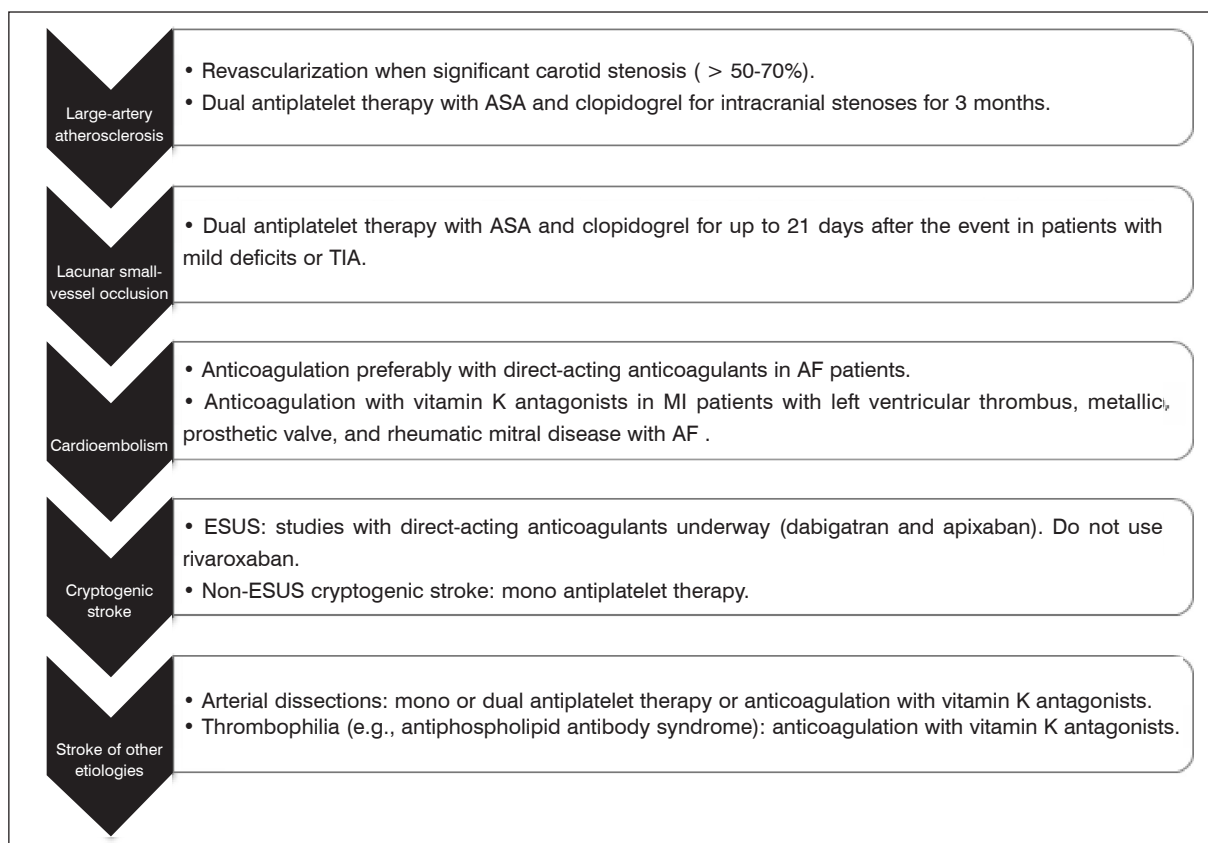 Large-artery
atherosclerosis
• Revascularization when significant carotid stenosis ( > 50-70%).
• Dual antiplatelet therapy with ASA and clopidogrel for intracranial stenoses for 3 months.
Lacunar small-
vessel occlusion
• Dual antiplatelet therapy with ASA and clopidogrel for up to 21 days after the event in patients with
mild deficits or TIA.
Cardioembolism
• Anticoagulation preferably with direct-acting anticoagulants in AF patients.
• Anticoagulation with vitamin K antagonists in MI patients with left ventricular thrombus, metallic,
prosthetic valve, and rheumatic mitral disease with AF .
Cryptogenic
stroke
• ESUS: studies with direct-acting anticoagulants underway (dabigatran and apixaban). Do not use
rivaroxaban.
• Non-ESUS cryptogenic stroke: mono antiplatelet therapy.
Stroke of other
etiologies
• Arterial dissections: mono or dual antiplatelet therapy or anticoagulation with vitamin K antagonists.
• Thrombophilia (e.g., antiphospholipid antibody syndrome): anticoagulation with vitamin K antagonists.